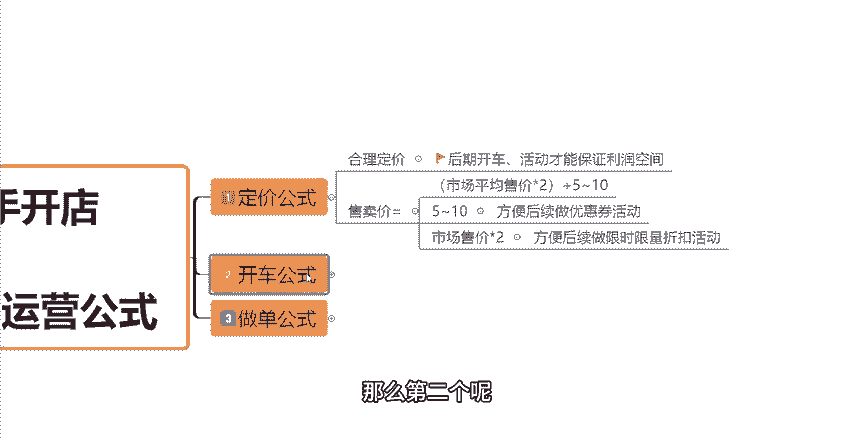 手开店
运营公式
1 定价公式
合理定价
后期开车、活动才能保证利润空间
售卖价=
（市场平均售价*2）+5~10
5~10 方便后续做优惠券活动
市场售价*2 方便后续做限时限量折扣活动
2 开车公式
3 做单公式
那么第二个呢